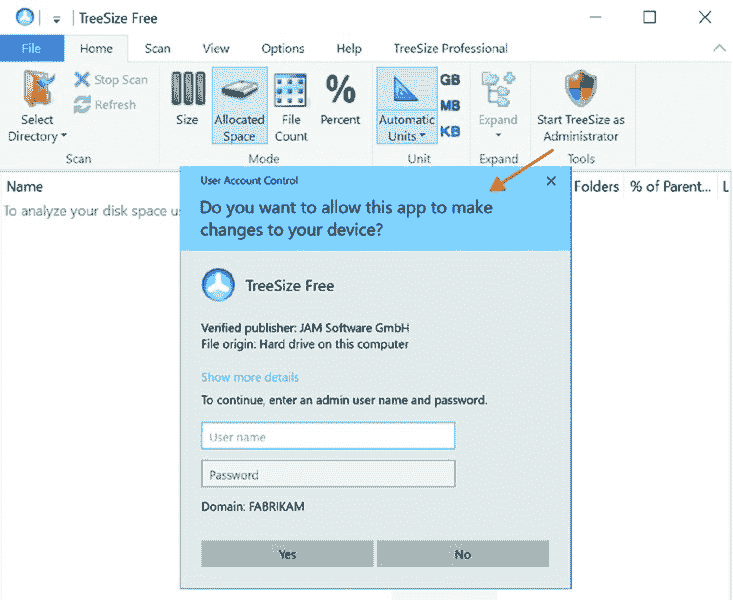 TreeSize Free
File Home Scan View Options Help TreeSize Professional
Select Directory
Stop Scan
Refresh
Scan
Size
Allocated Space
File Count
Percent
Mode
Automatic Units
GB
MB
KB
Unit
Expand
Expand
Start TreeSize as
Administrator
Tools
Name Folders % of Parent... L
To analyze your disk space
User Account Control
Do you want to allow this app to make
changes to your device?
TreeSize Free
Verified publisher: JAM Software GmbH
File origin: Hard drive on this computer
Show more details
To continue, enter an admin user name and password.
User name
Password
Domain: FABRIKAM
Yes No